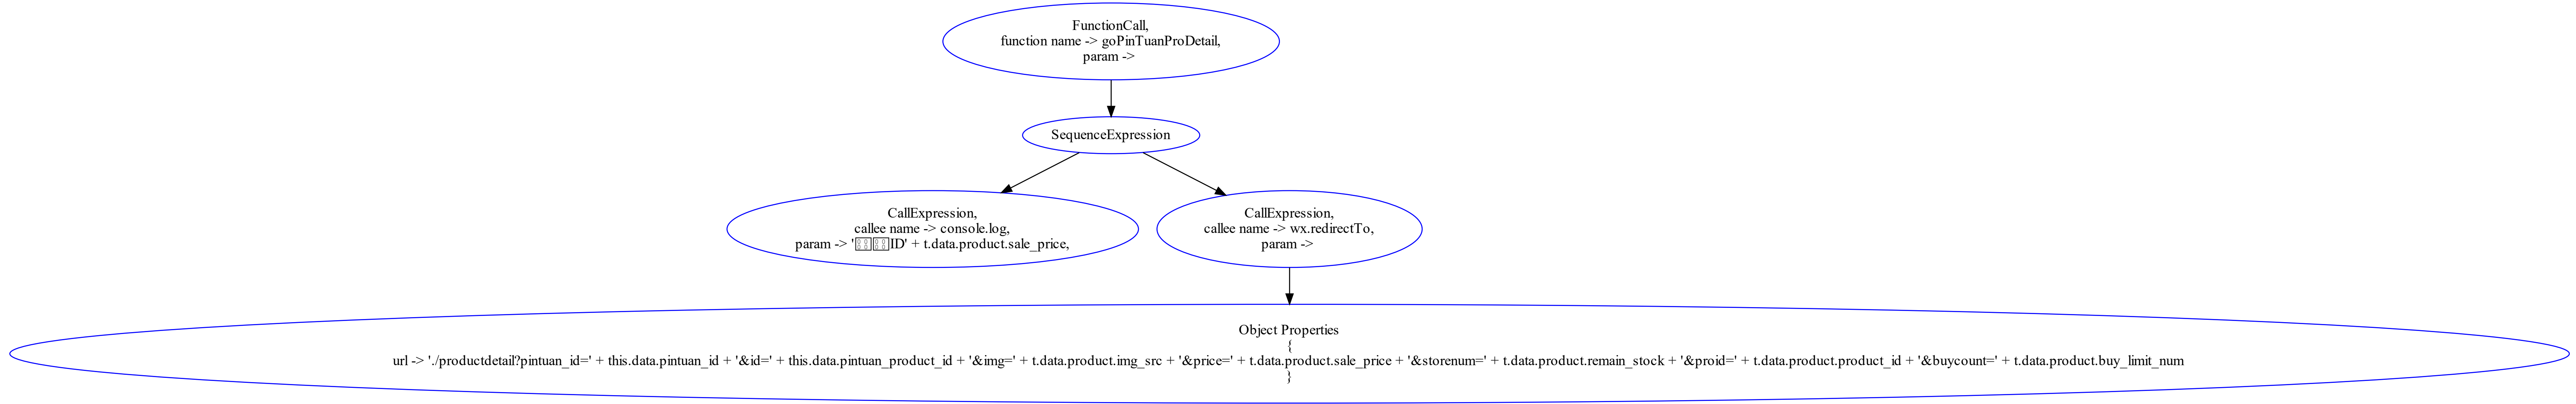 FunctionCall,
function name -> goPinTuanProDetail,
param ->
SequenceExpression
CallExpression,
callee name -> console.log,
param -> 'ID' + t.data.product.sale_price,
CallExpression,
callee name -> wx.redirectTo,
param ->
Object Properties
{
url -> './productdetail?pintuan_id=' + this.data.pintuan_id + '&id=' + this.data.pintuan_product_id + '&img=' + t.data.product.img_src + '&price=' + t.data.product.sale_price + '&storenum=' + t.data.product.remain_stock + '&proid=' + t.data.product.product_id + '&buycount=' + t.data.product.buy_limit_num
}